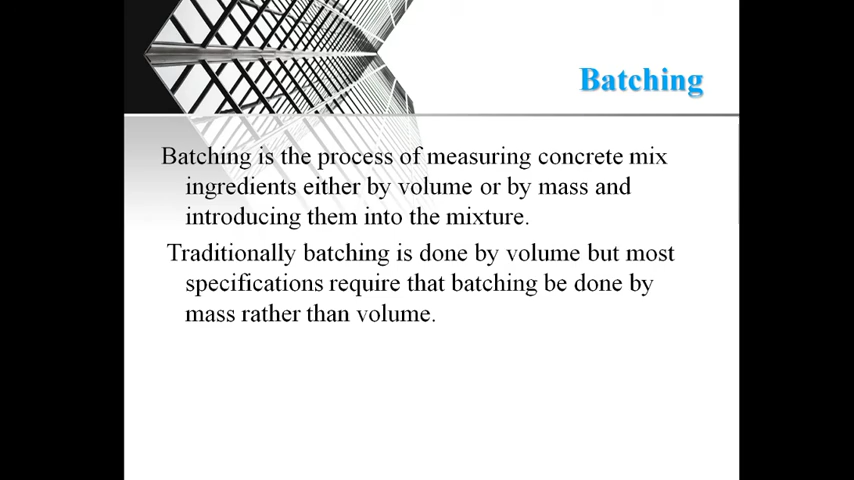 Batching
Batching is the process of measuring concrete mix
ingredients either by volume or by mass and
introducing them into the mixture.
Traditionally batching is done by volume but most
specifications require that batching be done by
mass rather than volume.